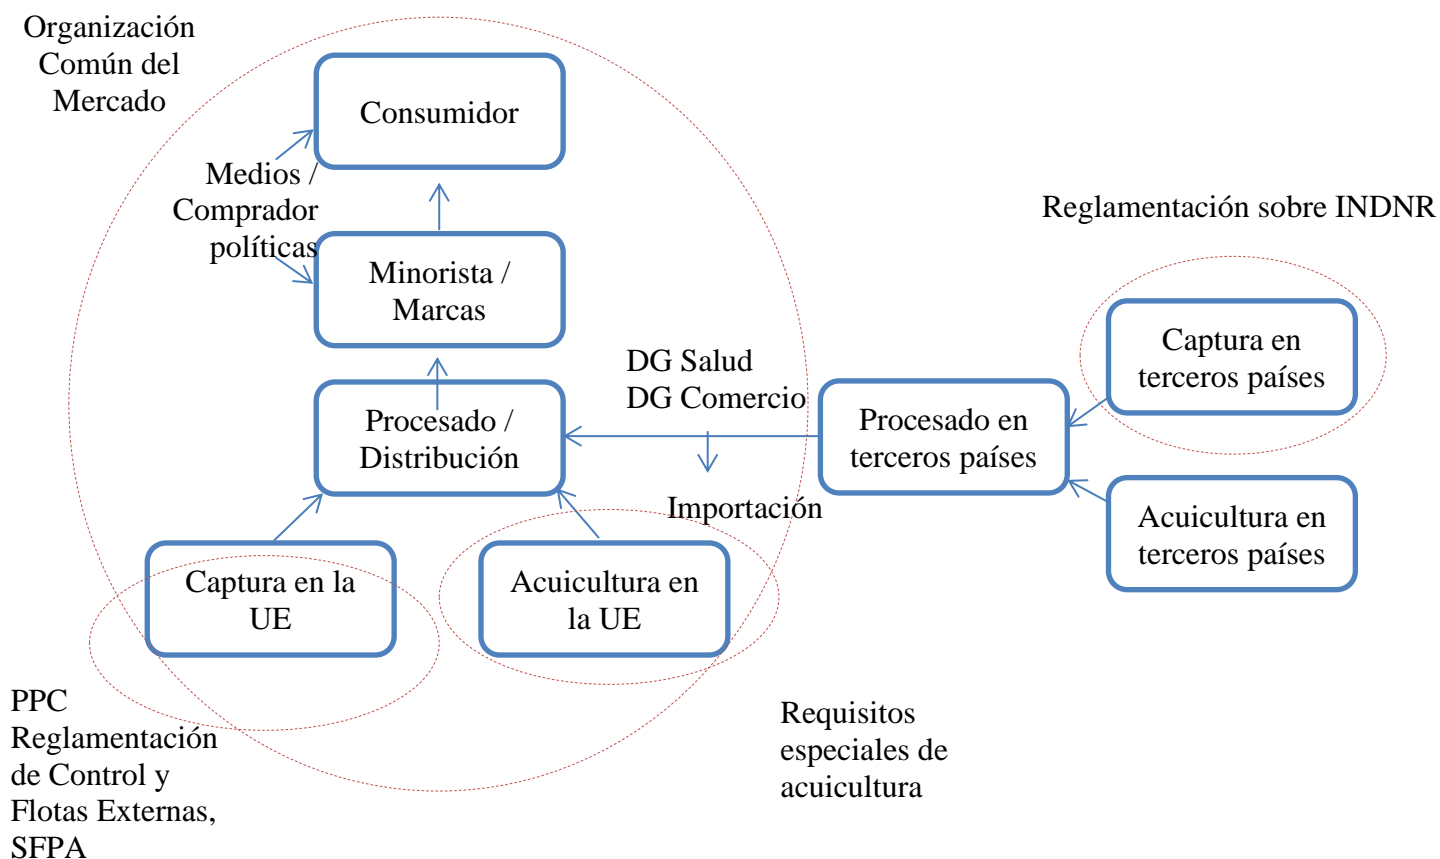 Organización
Común del
Mercado
Consumidor
Medios /
Comprador
políticas
Minorista /
Marcas
Reglamentación sobre INDNR
Captura en
terceros países
DG Salud
DG Comercio
Procesado /
Distribución
Procesado en
terceros países
Importación
Acuicultura en
terceros países
Captura en la
UE
Acuicultura en
la UE
PPC
Reglamentación
de Control y
Flotas Externas,
SFPA
Requisitos
especiales de
acuicultura